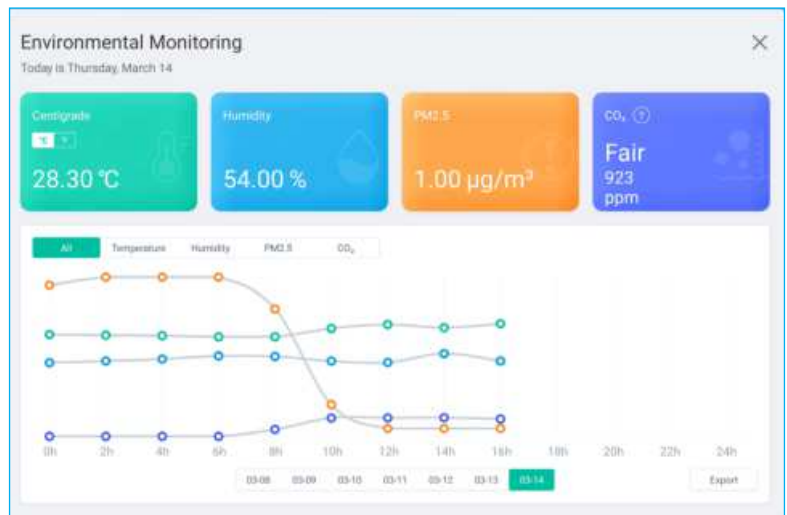 Environmental Monitoring
Today is Thursday, March 14
Centigrade
°C °F
28.30 °C
Humidity
54.00 %
PM2.5
1.00 µg/m³
CO₂ ?
Fair
923
ppm
All Temperature Humidity PM2.5 CO₂
0h 2h 4h 6h 8h 10h 12h 14h 16h 18h 20h 22h 24h
03-08 03-09 03-10 03-11 03-12 03-13 03-14
Export